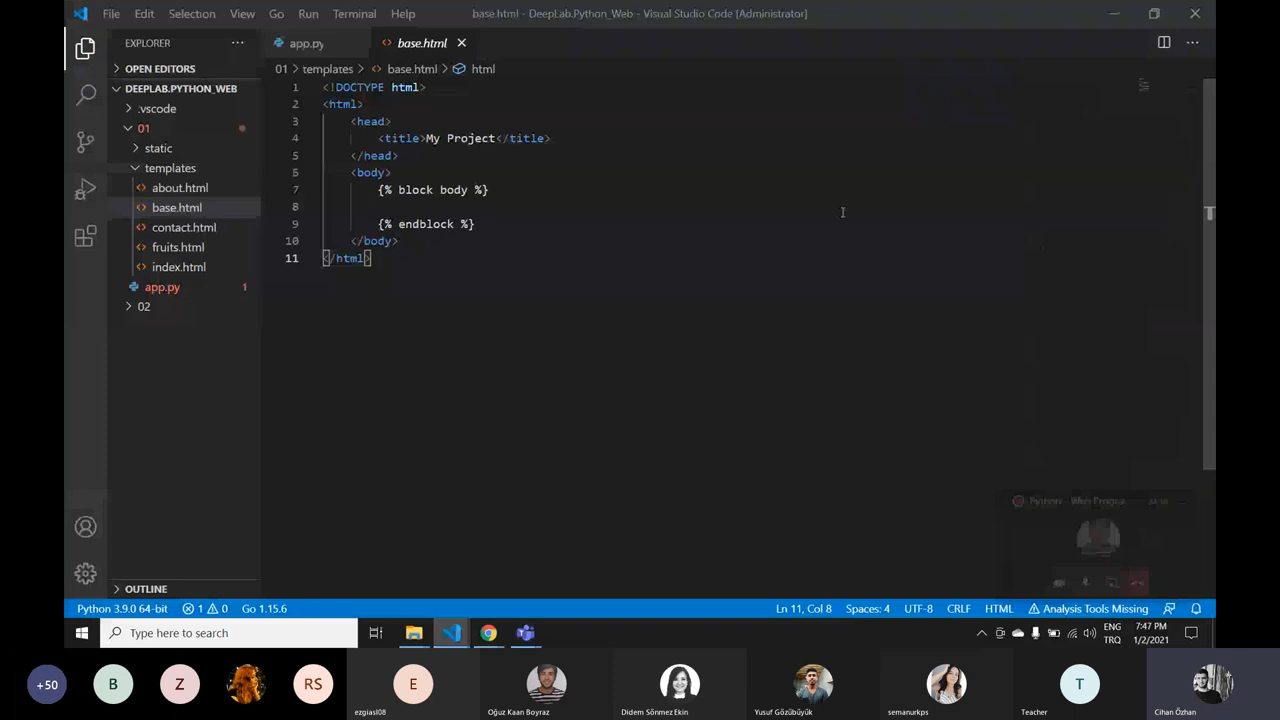 File Edit Selection View Go Run Terminal Help
base.html - DeepLab.Python_Web - Visual Studio Code [Administrator]
EXPLORER
OPEN EDITORS
DEEPLAB.PYTHON_WEB
.vscode
01
static
templates
about.html
base.html
contact.html
fruits.html
index.html
app.py 1
02
OUTLINE
app.py base.html
01 > templates > base.html > html
1 <!DOCTYPE html>
2 <html>
3 <head>
4 <title>My Project</title>
5 </head>
6 <body>
7 {% block body %}
8
9 {% endblock %}
10 </body>
11 </html>
Python - Web Progra
Python 3.9.0 64-bit 1 0 Go 1.15.6 Ln 11, Col 8 Spaces: 4 UTF-8 CRLF HTML Analysis Tools Missing
Type here to search
ENG
TRQ
7:47 PM
1/2/2021
+50 B Z RS E T
ezgiasl08 Oğuz Kaan Boyraz Didem Sönmez Ekin Yusuf Gözübüyük semanurkps Teacher Cihan Özhan